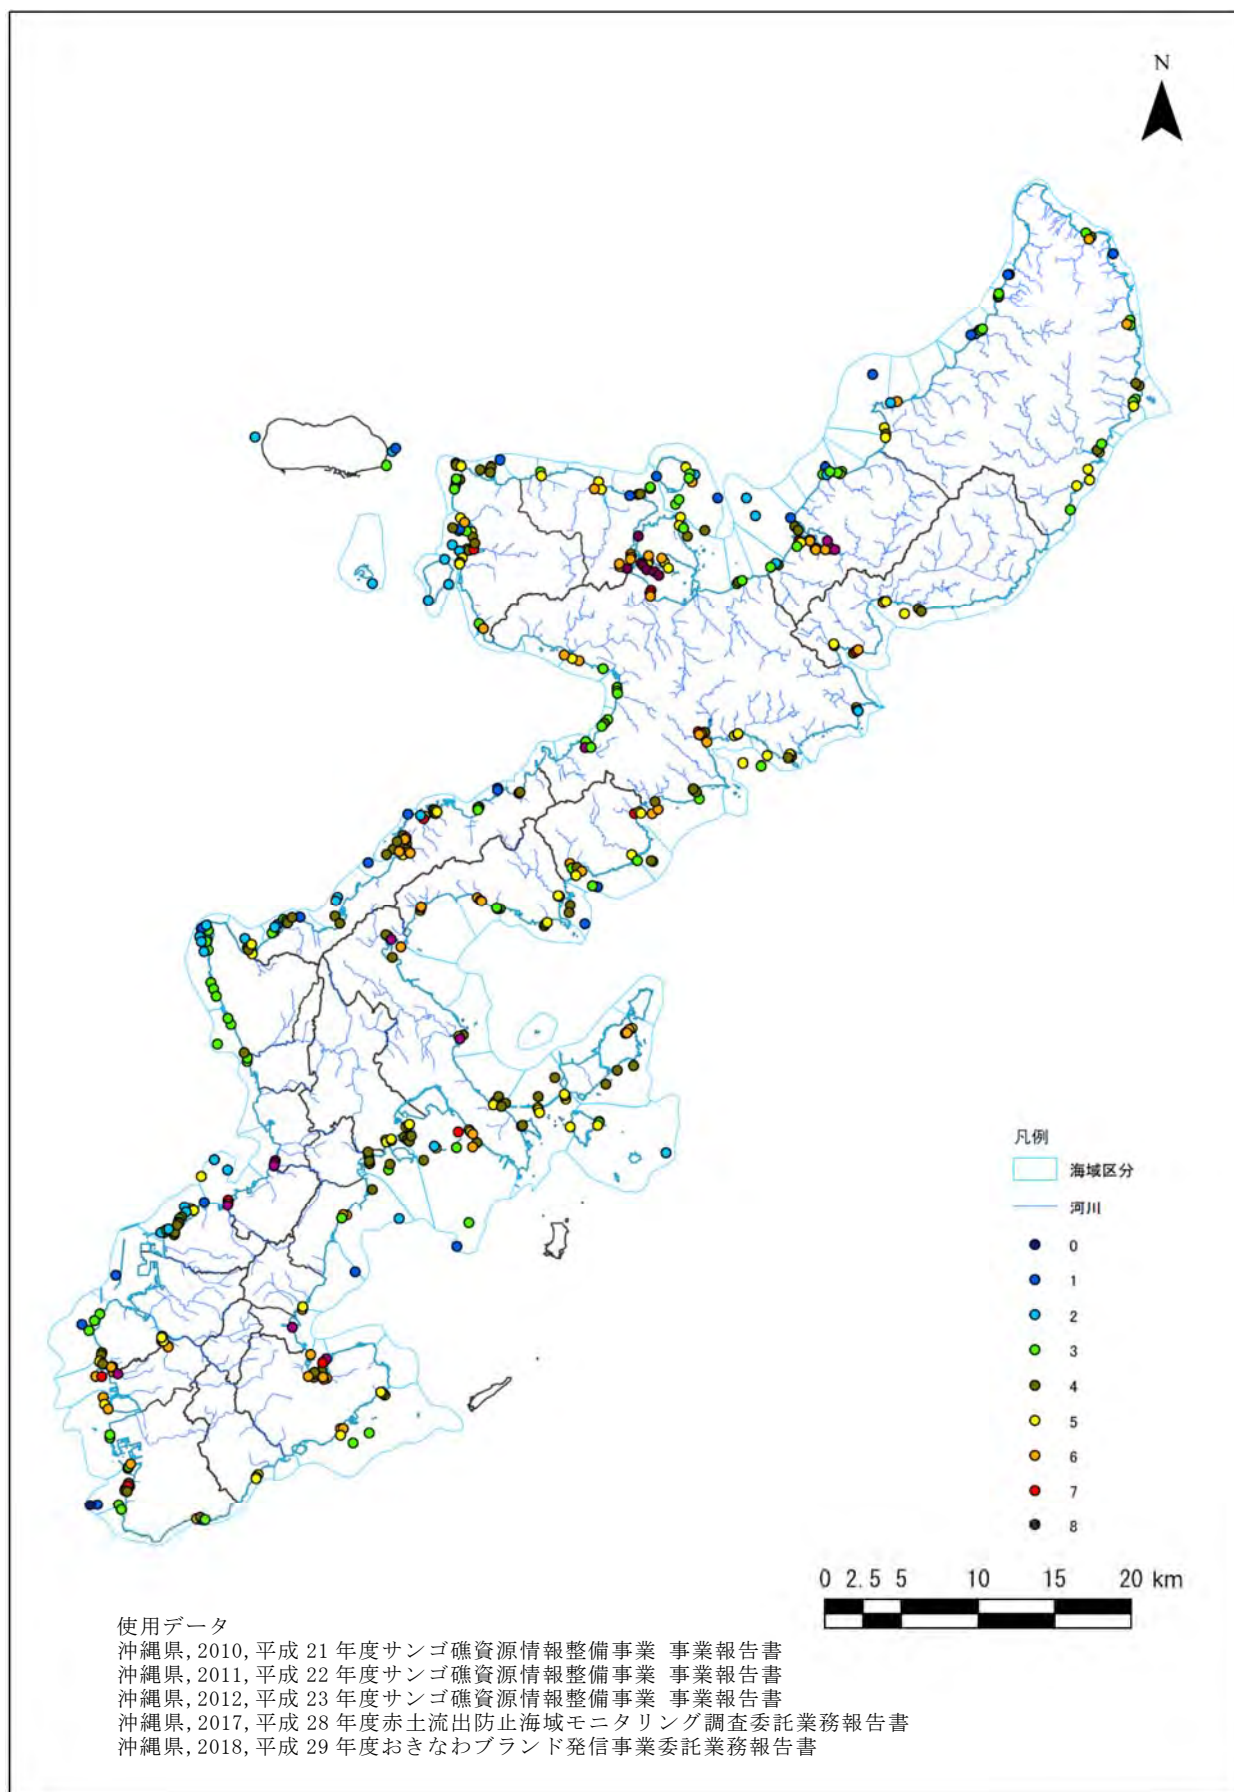 N
凡例
海域区分
河川
0
1
2
3
4
5
6
7
8
0 2.5 5 10 15 20 km
使用データ
沖縄県,2010,平成 21 年度サンゴ礁資源情報整備事業 事業報告書
沖縄県,2011,平成 22 年度サンゴ礁資源情報整備事業 事業報告書
沖縄県,2012,平成 23 年度サンゴ礁資源情報整備事業 事業報告書
沖縄県,2017,平成 28 年度赤土流出防止海域モニタリング調査委託業務報告書
沖縄県,2018,平成 29 年度おきなわブランド発信事業委託業務報告書